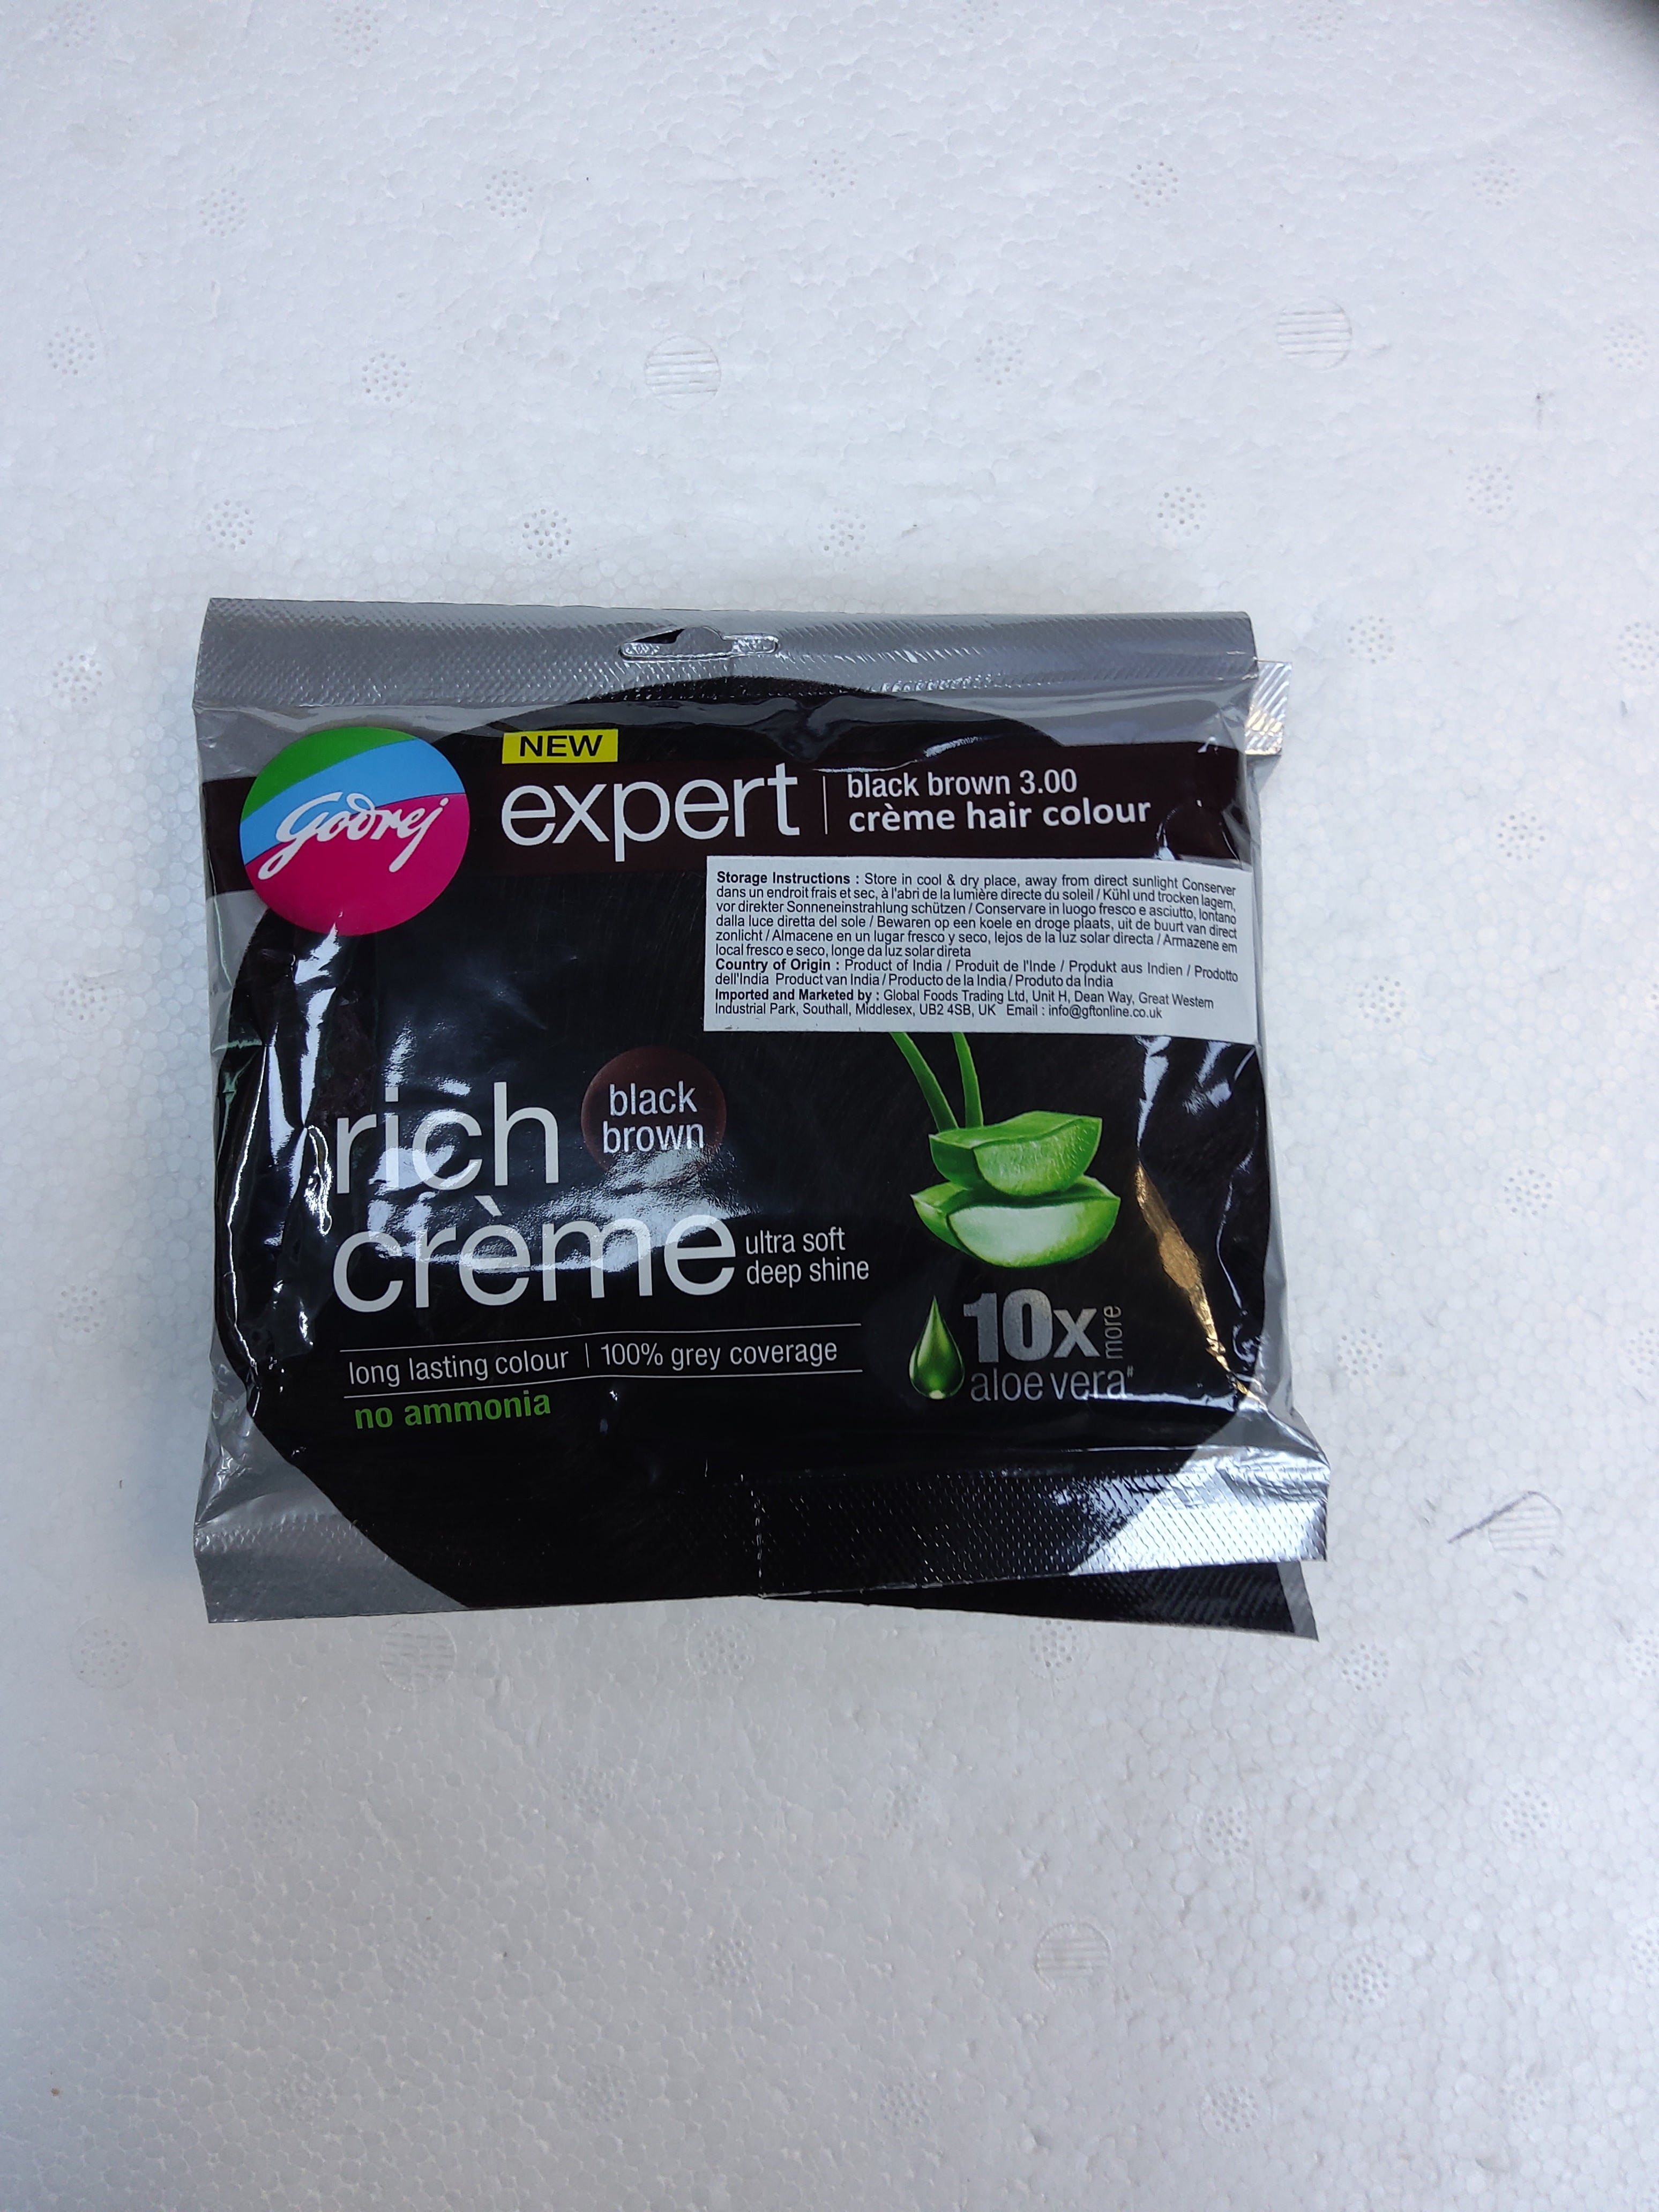 NEW
Godrej
expert
black brown 3.00
crème hair colour
Storage Instructions : Store in cool & dry place, away from direct sunlight Conserver
dans un endroit frais et sec, à l'abri de la lumière directe du soleil / Kühl und trocken lagern,
vor direkter Sonneneinstrahlung schützen / Conservare in luogo fresco e asciutto, lontano
dalla luce diretta del sole / Bewaren op een koele en droge plaats, uit de buurt van direct
zonlicht / Almacene en un lugar fresco y seco, lejos de la luz solar directa / Armazene em
local fresco e seco, longe da luz solar direta
Country of Origin : Product of India / Produit de l'Inde / Produkt aus Indien / Prodotto
dell'India Product van India / Producto de la India / Produto da India
Imported and Marketed by : Global Foods Trading Ltd, Unit H, Dean Way, Great Western
Industrial Park, Southall, Middlesex, UB2 4SB, UK Email : info@gftonline.co.uk
rich
black
brown
crème
ultra soft
deep shine
long lasting colour | 100% grey coverage
no ammonia
10x more
aloe vera#